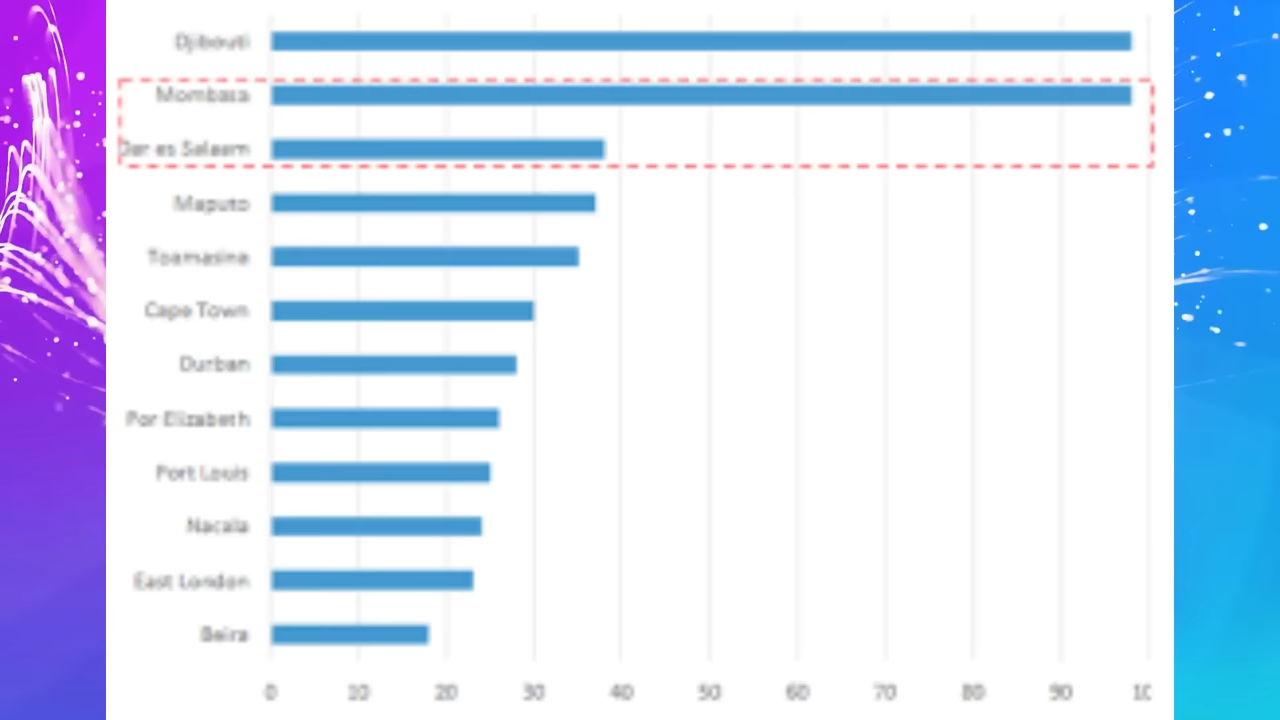 Djibouti
Mombasa
Dar es Salaam
Maputo
Toamasina
Cape Town
Durban
Por Elizabeth
Port Louis
Nacala
East London
Beira
0 10 20 30 40 50 60 70 80 90 10